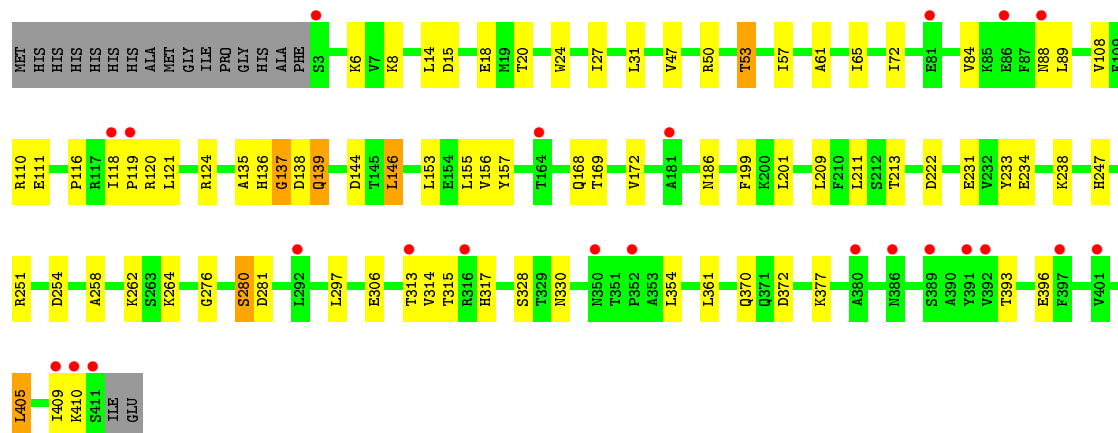 MET HIS HIS HIS HIS HIS HIS ALA MET GLY ILE PRO GLY HIS ALA PHE S3 K6 V7 K8 L14 D15 E18 M19 T20 W24 I27 L31 V47 R50 T53 I57 A61 I65 I72 E81 V84 K85 E86 F87 N88 L89 V108 E109
R110 E111 P116 R117 I118 P119 R120 L121 R124 A135 H136 G137 D138 Q139 D144 T145 L146 L153 E154 L155 V156 Y157 T164 Q168 T169 V172 A181 N186 F199 K200 L201 L209 F210 L211 S212 T213 D222 E231 V232 Y233 E234 K238 H247
R251 D254 A258 K262 S263 K264 G276 S280 D281 L292 L297 E306 T313 V314 T315 R316 H317 S328 T329 N330 N350 T351 P352 A353 L354 L361 Q370 Q371 D372 K377 A380 N386 S389 A390 Y391 V392 T393 E396 F397 V401
L405 I409 K410 S411 ILE GLU